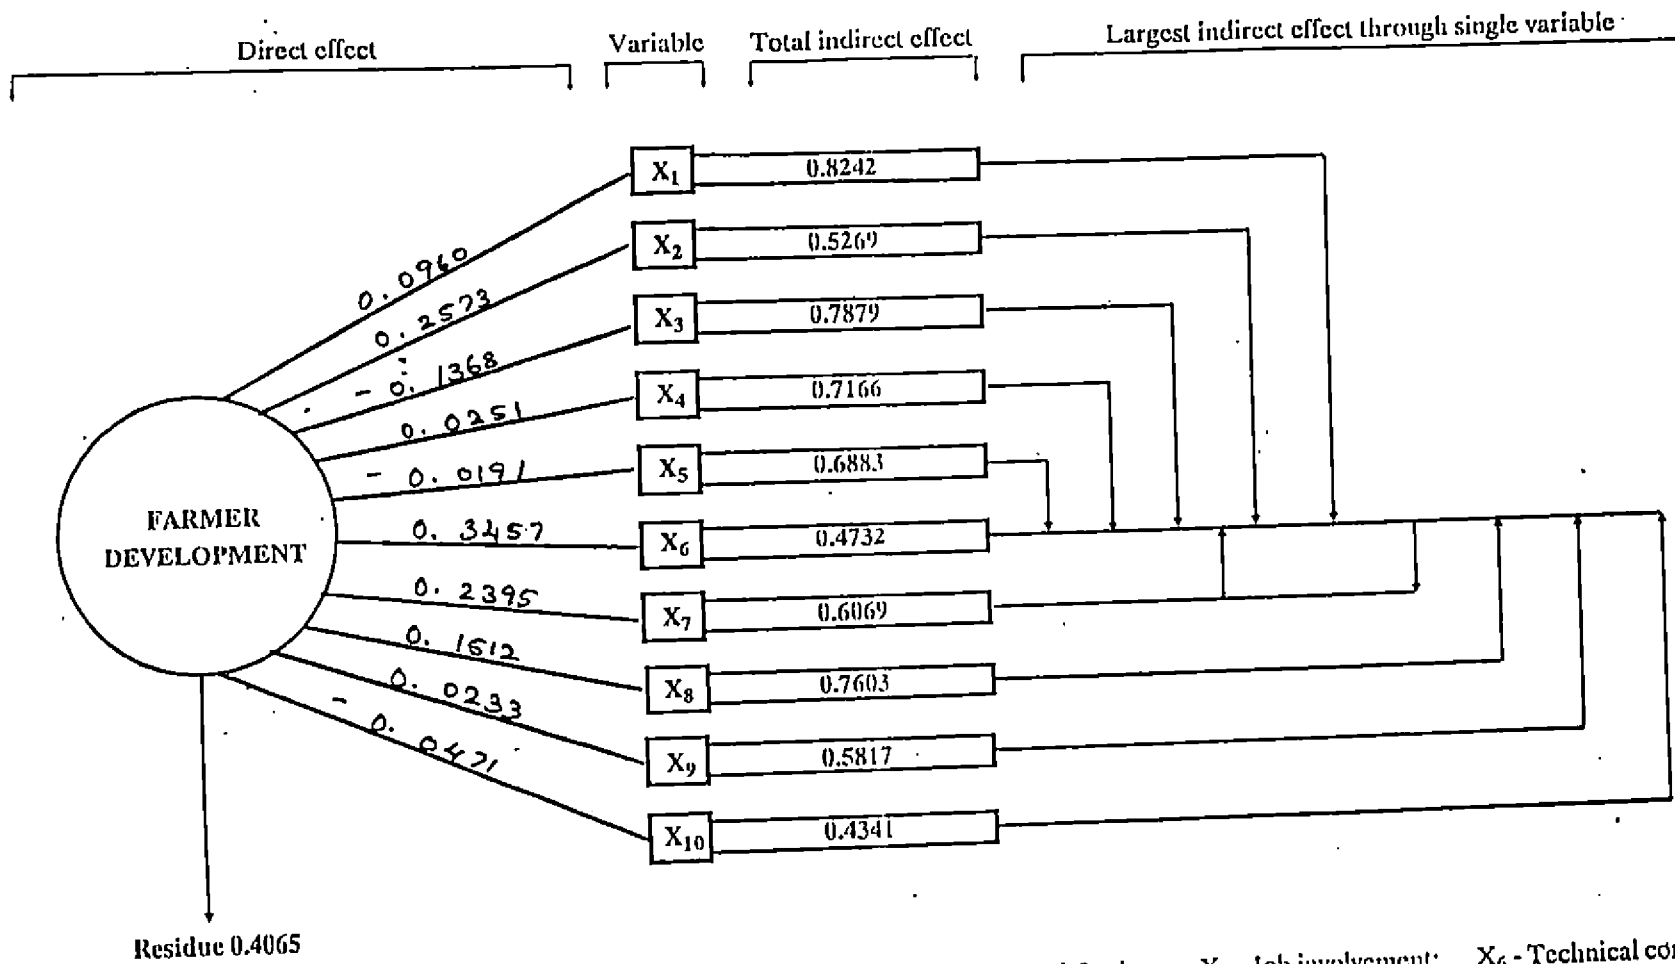 Direct effect
Variable
Total indirect effect
Largest indirect effect through single variable
X1 0.8242
X2 0.5269
X3 0.7879
X4 0.7166
X5 0.6883
X6 0.4732
X7 0.6069
X8 0.7603
X9 0.5817
X10 0.4341
0.0960
0.2573
- 0.1368
0.0251
- 0.0191
0.3457
0.2395
0.1512
0.0233
- 0.0471
FARMER
DEVELOPMENT
Residue 0.4065
Job involvement; X6 - Technical